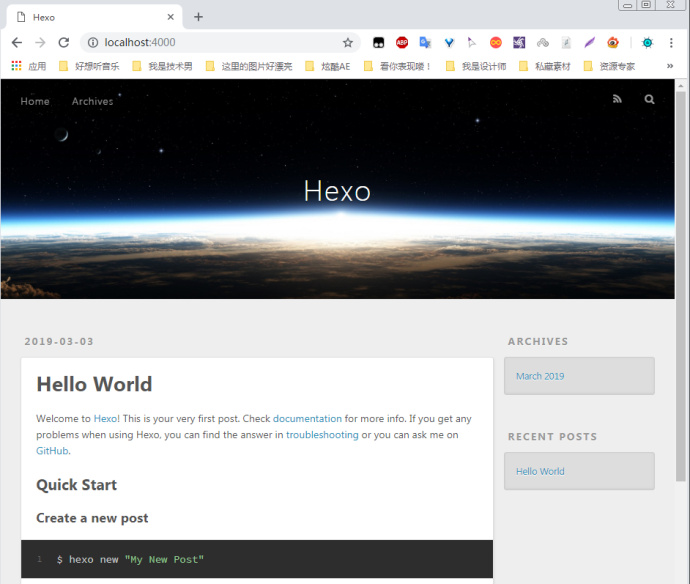 Hexo
localhost:4000
应用 好想听音乐 我是技术男 这里的图片好漂亮 炫酷AE 看你表现喽！ 我是设计师 私藏素材 资源专家
Home Archives
Hexo
2019-03-03
Hello World
Welcome to Hexo! This is your very first post. Check documentation for more info. If you get any
problems when using Hexo, you can find the answer in troubleshooting or you can ask me on
GitHub.
Quick Start
Create a new post
1 $ hexo new "My New Post"
ARCHIVES
March 2019
RECENT POSTS
Hello World